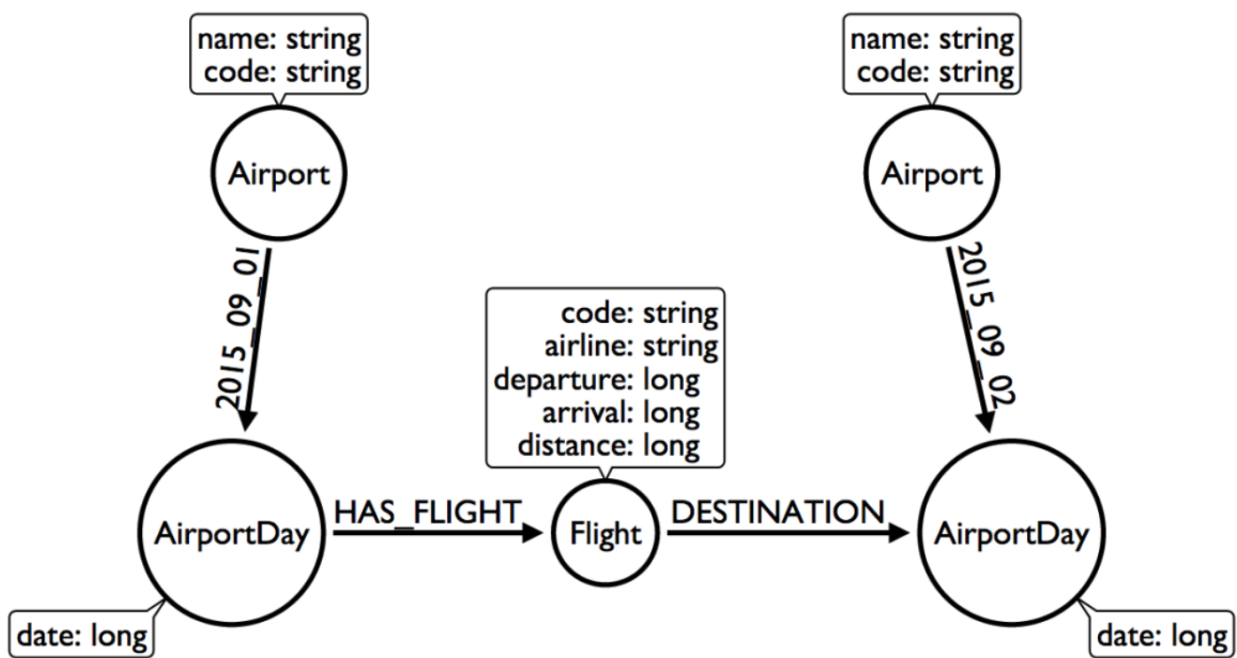 name: string
code: string
name: string
code: string
Airport
Airport
2015_09_01
2015_09_02
code: string
airline: string
departure: long
arrival: long
distance: long
AirportDay
HAS_FLIGHT
Flight
DESTINATION
AirportDay
date: long
date: long